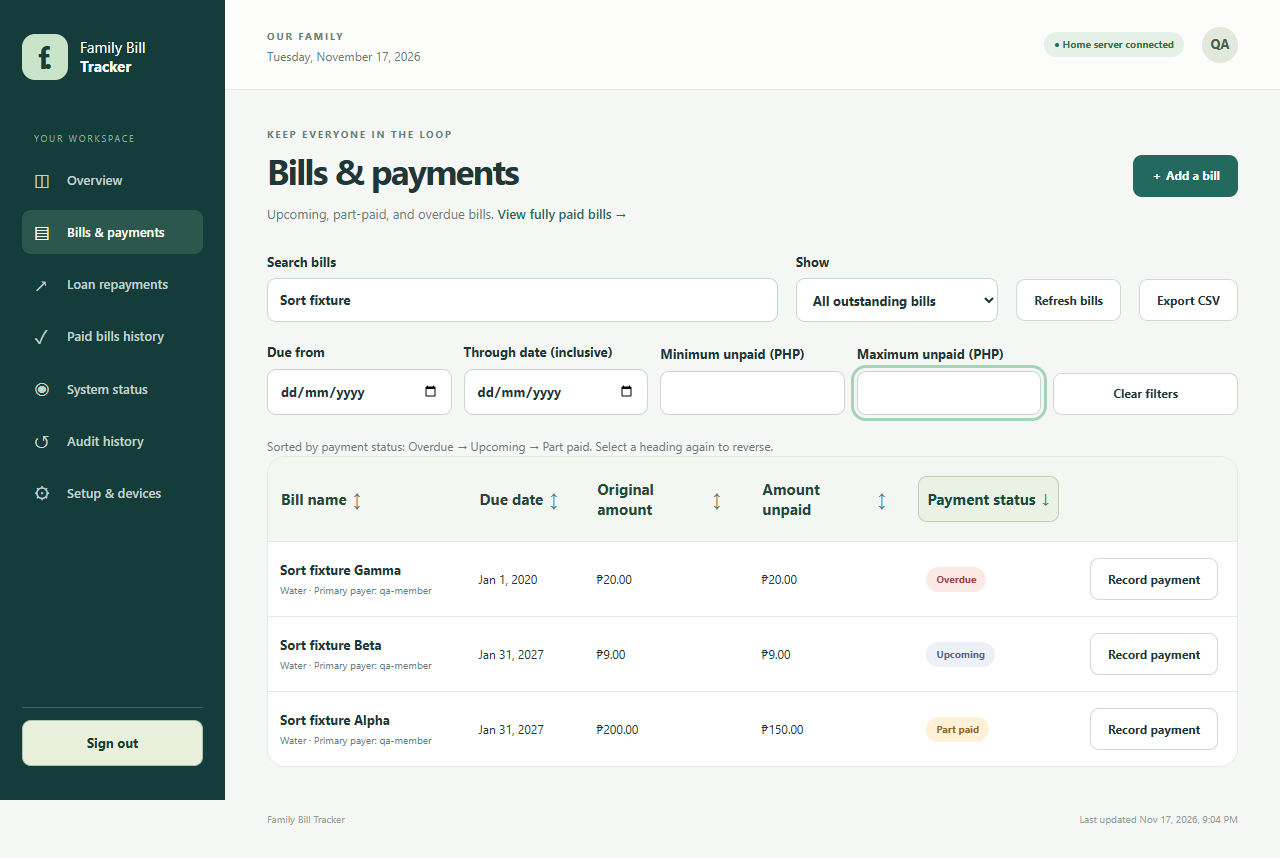 Family Bill
Tracker
YOUR WORKSPACE
Overview
Bills & payments
Loan repayments
Paid bills history
System status
Audit history
Setup & devices
Sign out
OUR FAMILY
Tuesday, November 17, 2026
• Home server connected
QA
KEEP EVERYONE IN THE LOOP
Bills & payments
+ Add a bill
Upcoming, part-paid, and overdue bills. View fully paid bills →
Search bills
Show
Sort fixture
All outstanding bills
Refresh bills
Export CSV
Due from
Through date (inclusive)
Minimum unpaid (PHP)
Maximum unpaid (PHP)
dd/mm/yyyy
dd/mm/yyyy
Clear filters
Sorted by payment status: Overdue → Upcoming → Part paid. Select a heading again to reverse.
Bill name ↕
Due date ↕
Original amount ↕
Amount unpaid ↕
Payment status ↓
Sort fixture Gamma
Water · Primary payer: qa-member
Jan 1, 2020
₱20.00
₱20.00
Overdue
Record payment
Sort fixture Beta
Water · Primary payer: qa-member
Jan 31, 2027
₱9.00
₱9.00
Upcoming
Record payment
Sort fixture Alpha
Water · Primary payer: qa-member
Jan 31, 2027
₱200.00
₱150.00
Part paid
Record payment
Family Bill Tracker
Last updated Nov 17, 2026, 9:04 PM